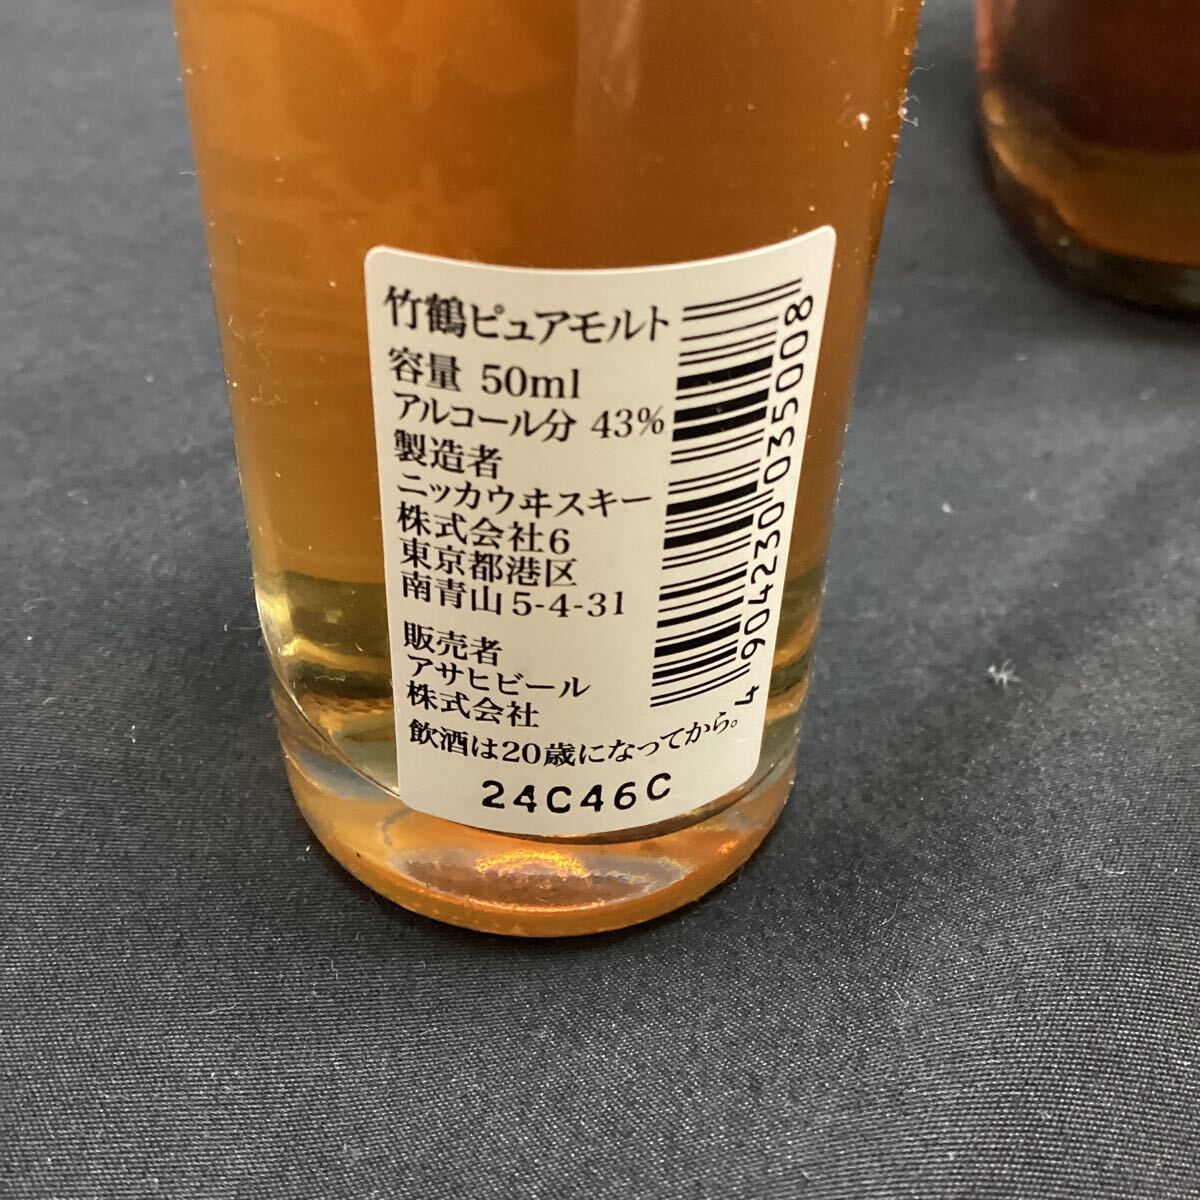 竹鶴ピュアモルト
容量 50ml
アルコール分 43%
製造者
ニッカウヰスキー
株式会社6
東京都港区
南青山5-4-31
販売者
アサヒビール
株式会社
飲酒は20歳になってから。
24C46C
4 904230 035008